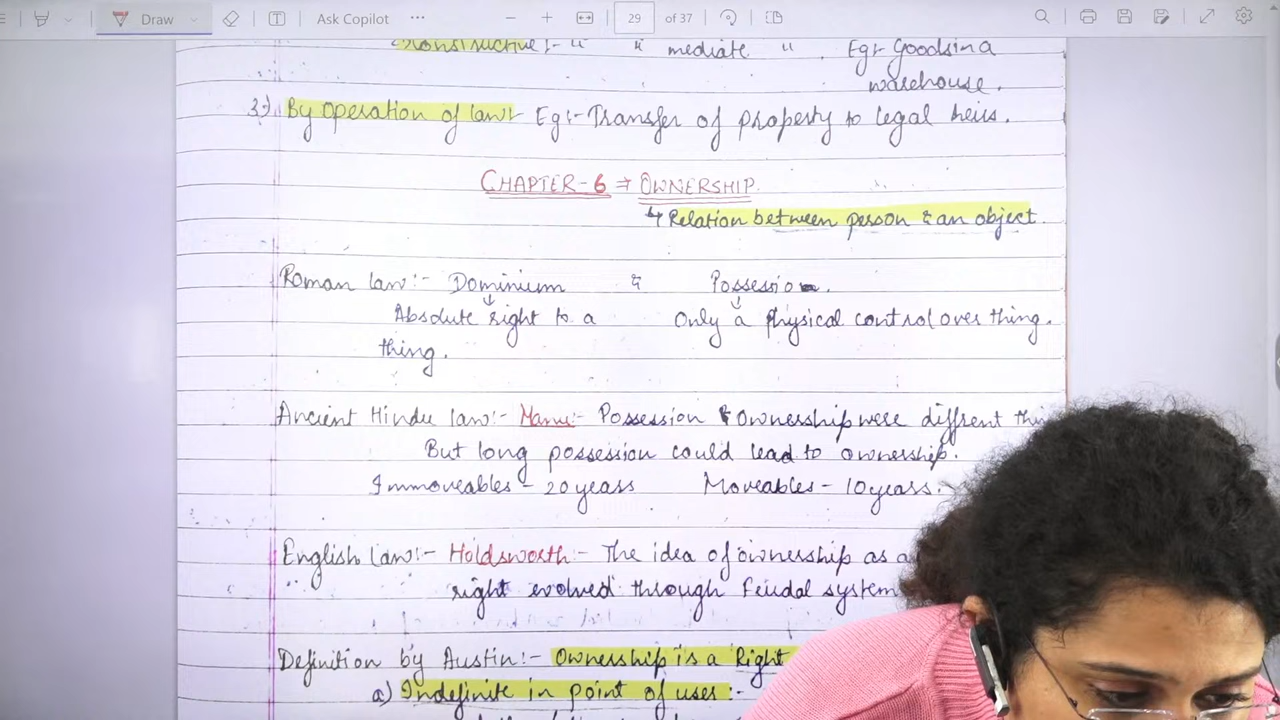 Draw
Ask Copilot
29 of 37
Constructive :- " " mediate " Eg:- Goods in a
warehouse.
3.) By operation of law:- Eg:- Transfer of property to legal heirs.
CHAPTER-6 ⇒ OWNERSHIP.
↳ Relation between person & an object.
Roman law:- Dominium & Possessio
Absolute right to a Only a physical control over thing.
thing.
Ancient Hindu law:- Manu:- Possession & Ownership were diffrent
But long possession could lead to ownership.
Immoveables - 20 years Moveables - 10 years.
English law:- Holdsworth:- The idea of ownership as
right evolved through Feudal system
Definition by Austin:- Ownership is a Right
a) Indefinite in point of uses:-